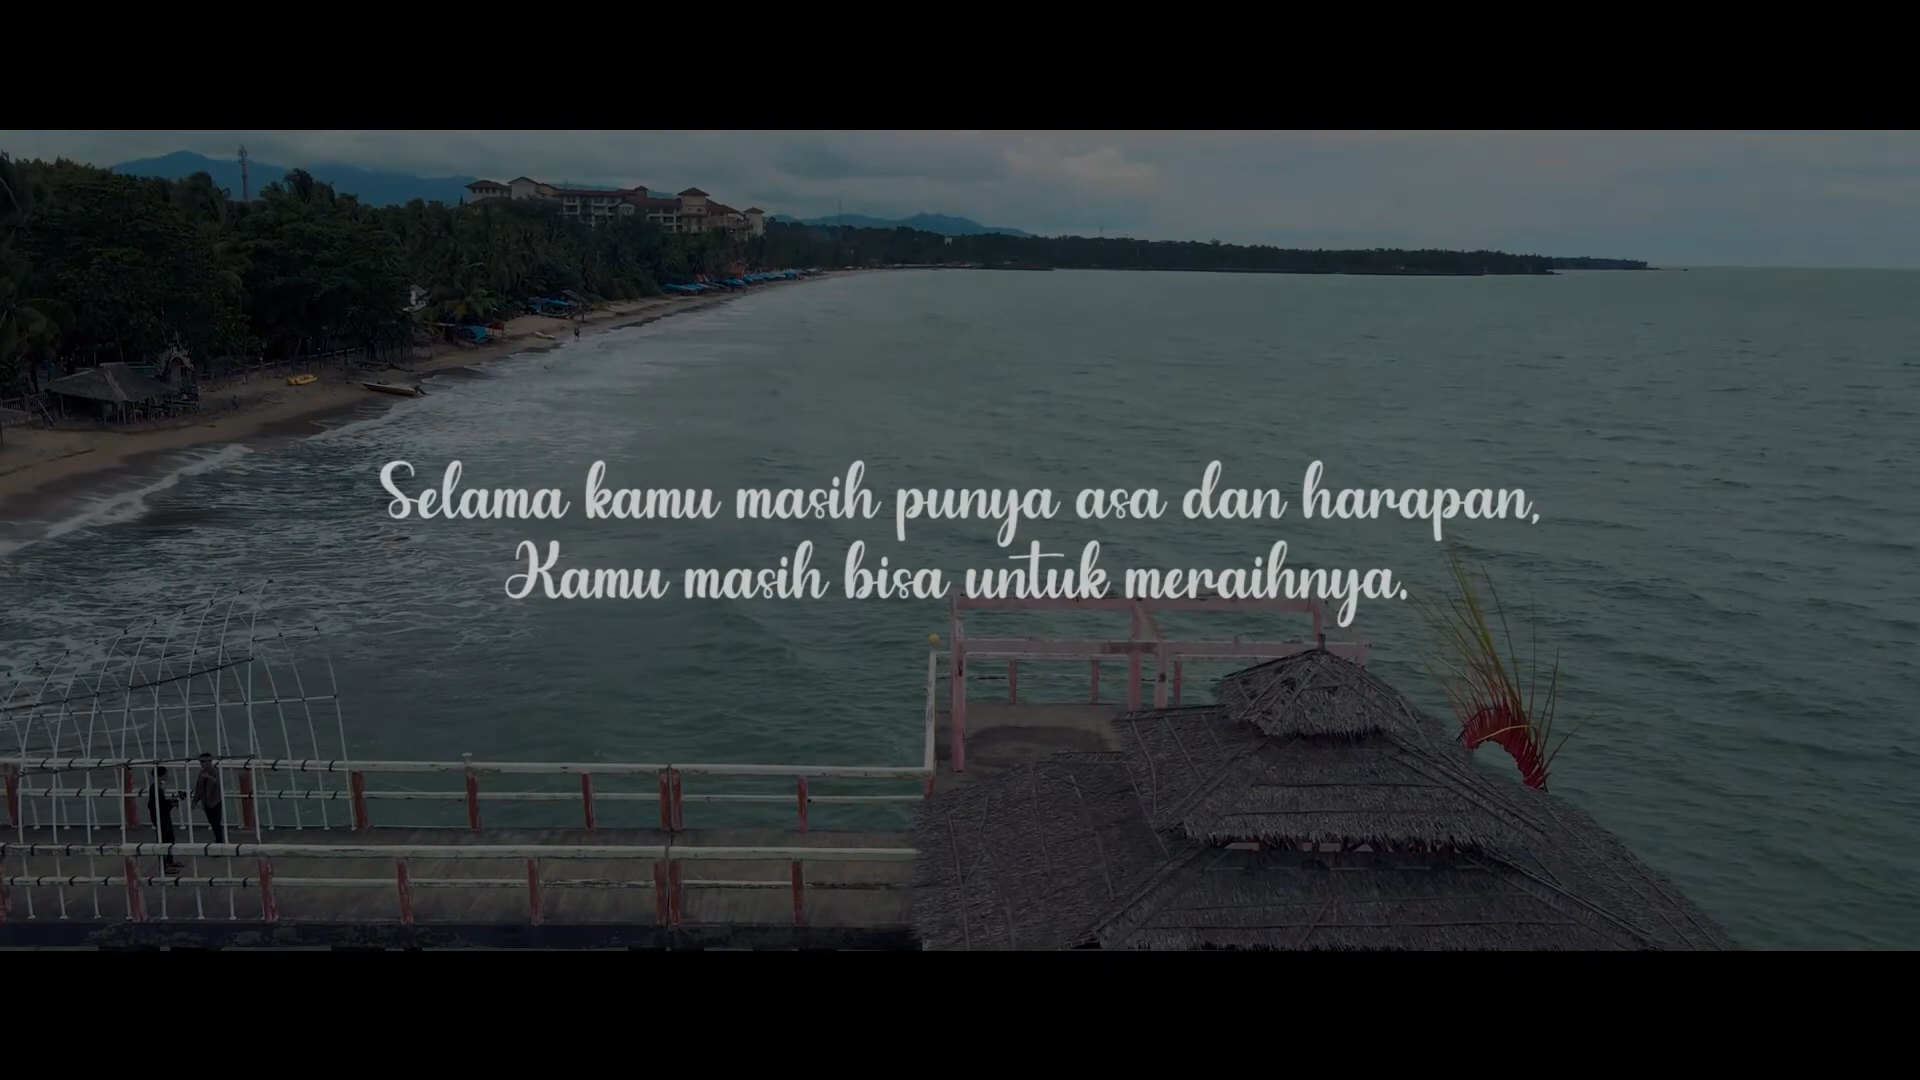 Selama kamu masih punya asa dan harapan,
Kamu masih bisa untuk meraihnya.